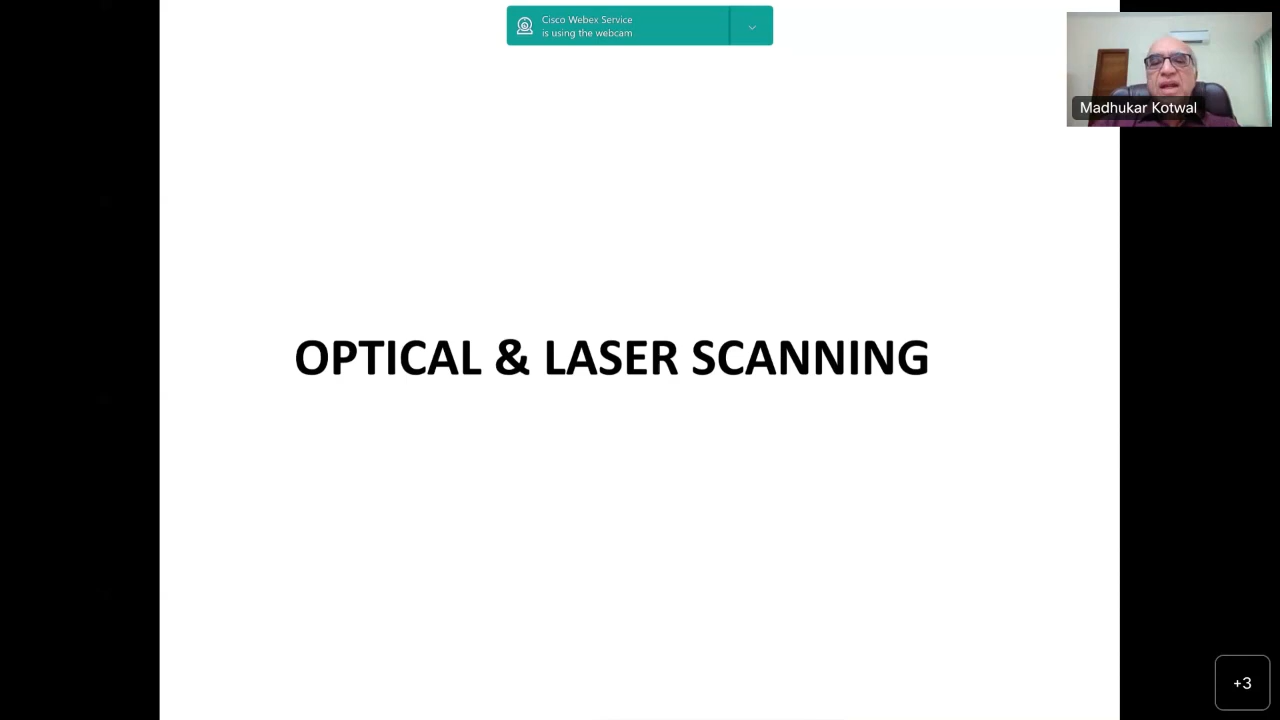 Cisco Webex Service
is using the webcam
Madhukar Kotwal
OPTICAL & LASER SCANNING
+3